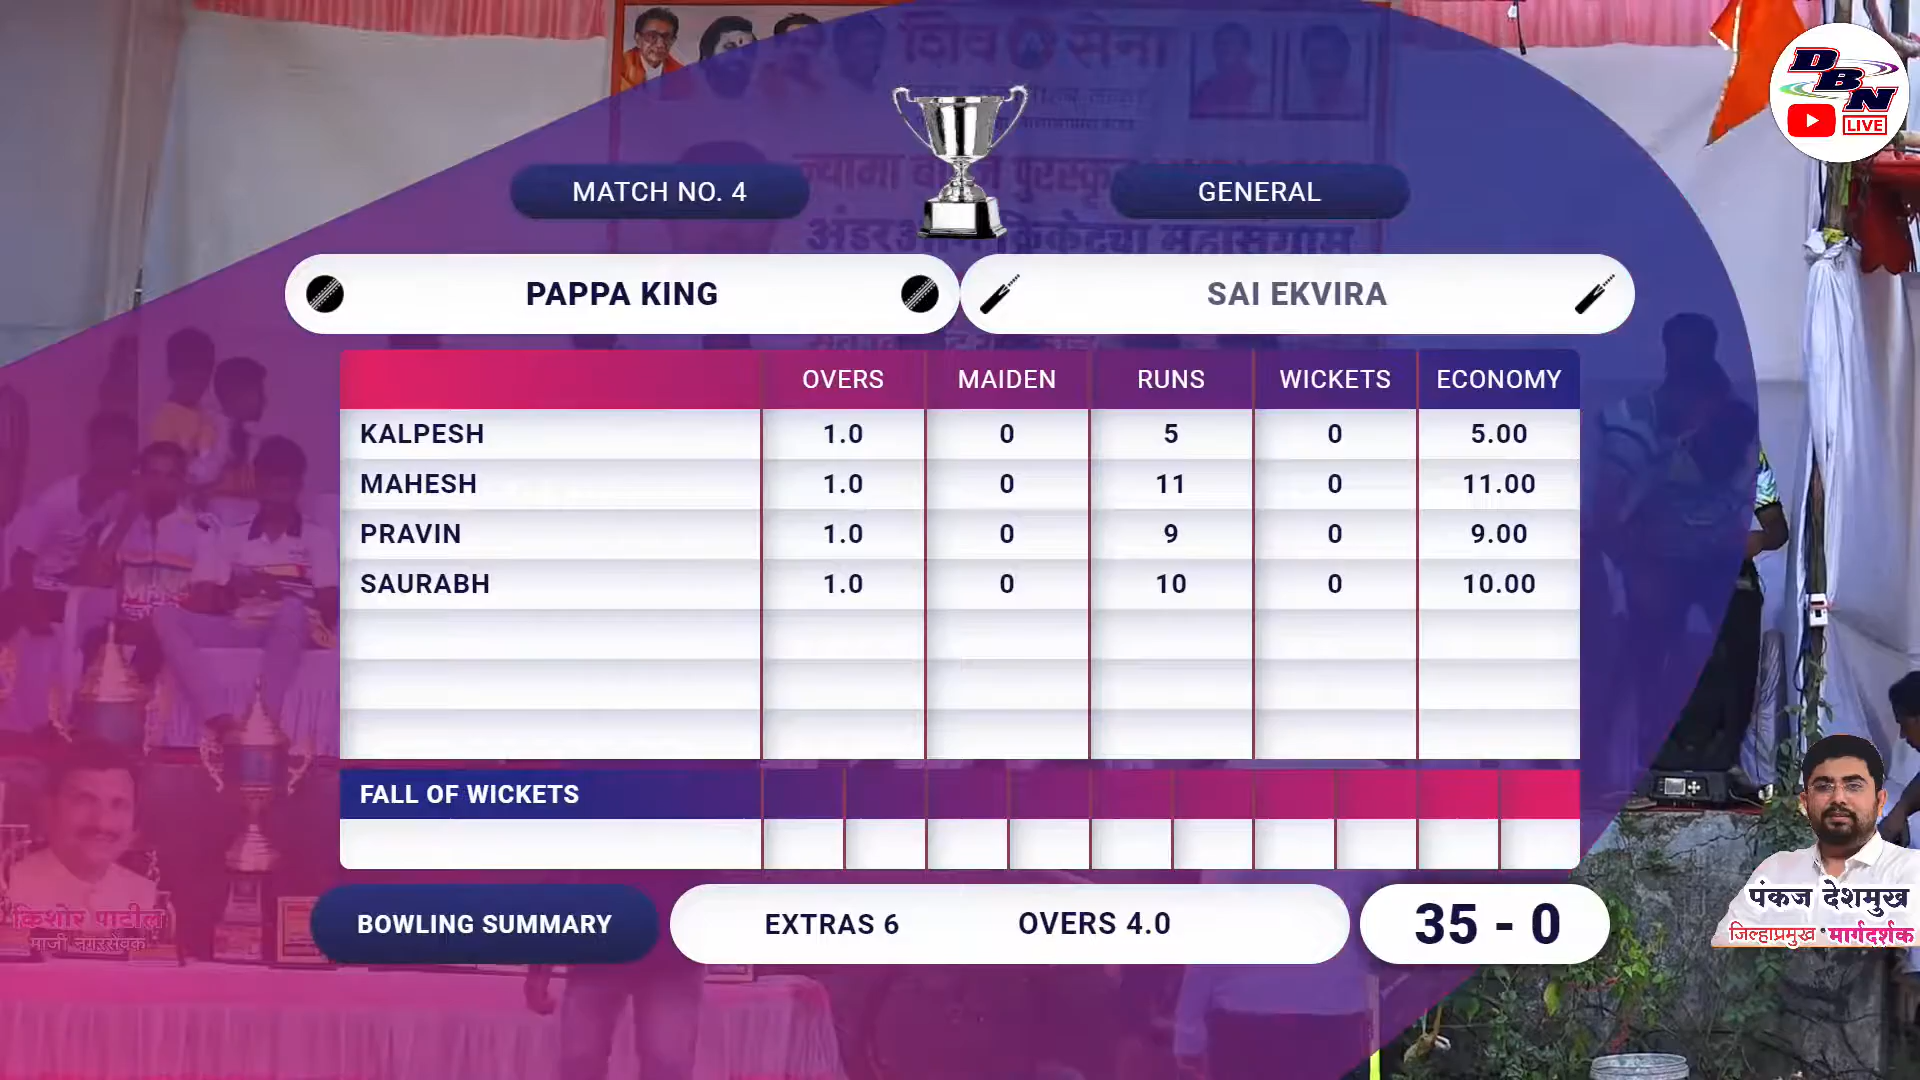 शिव सेना
DBN
LIVE
MATCH NO. 4
GENERAL
PAPPA KING
SAI EKVIRA
OVERS MAIDEN RUNS WICKETS ECONOMY
KALPESH 1.0 0 5 0 5.00
MAHESH 1.0 0 11 0 11.00
PRAVIN 1.0 0 9 0 9.00
SAURABH 1.0 0 10 0 10.00
FALL OF WICKETS
BOWLING SUMMARY
EXTRAS 6 OVERS 4.0
35 - 0
किशोर पाटील
माजी नगरसेवक
पंकज देशमुख
जिल्हाप्रमुख • मार्गदर्शक